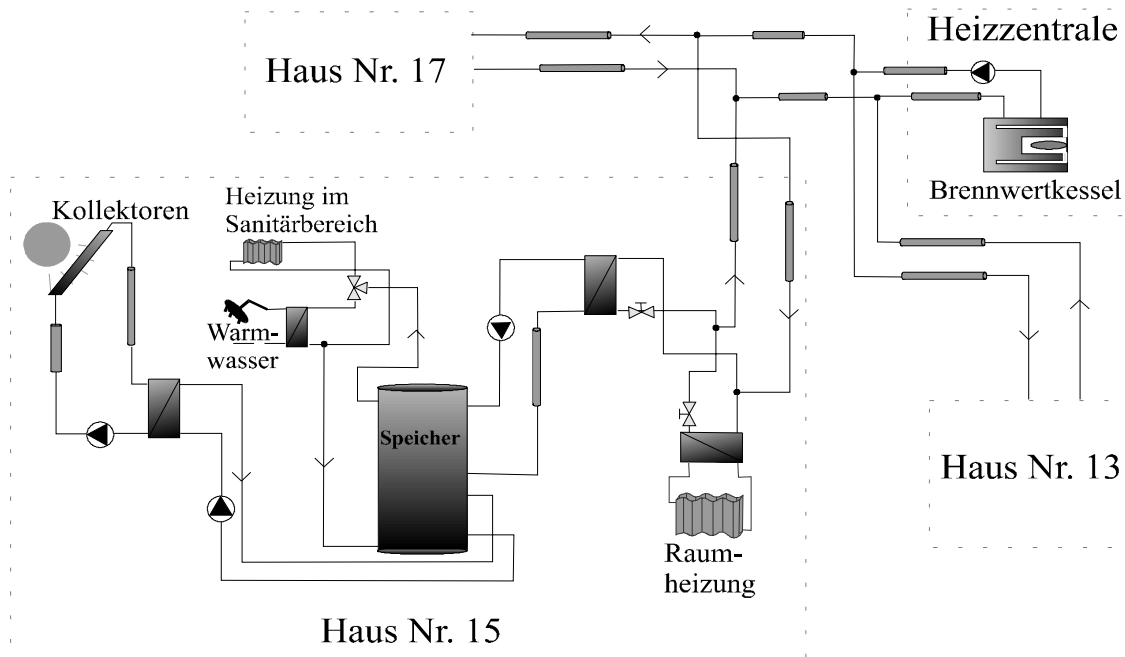 Heizzentrale
Haus Nr. 17
Brennwertkessel
Heizung im
Sanitärbereich
Kollektoren
Warm-
wasser
Speicher
Haus Nr. 13
Raum-
heizung
Haus Nr. 15